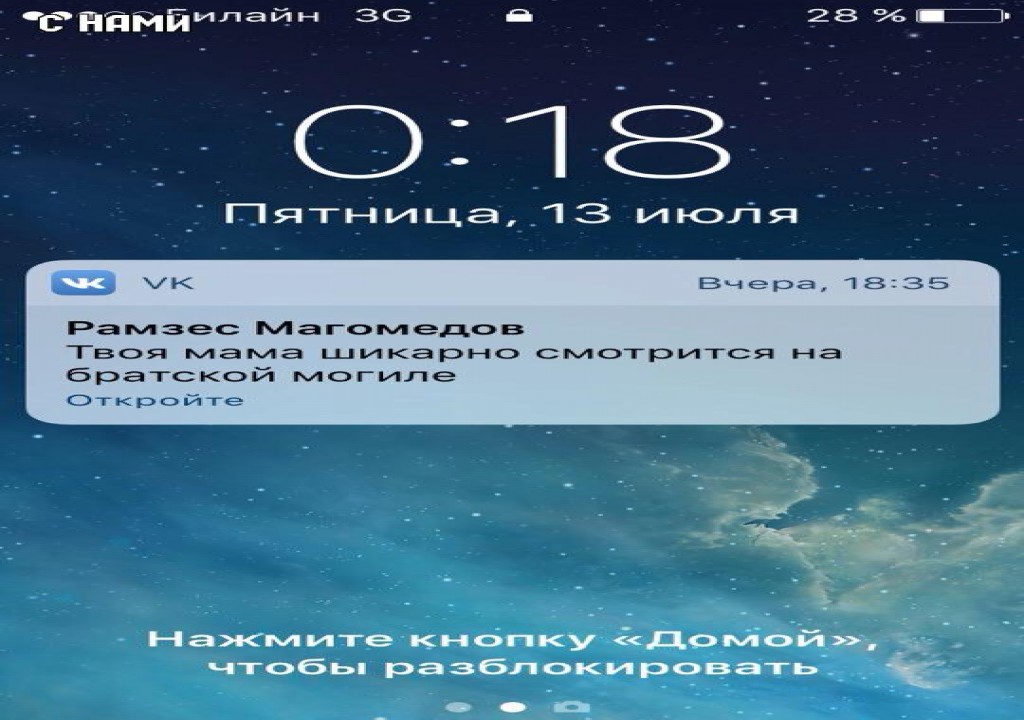 Билайн 3G 28 %
С НАМИ
0:18
Пятница, 13 июля
VK Вчера, 18:35
Рамзес Магомедов
Твоя мама шикарно смотрится на
братской могиле
Откройте
Нажмите кнопку «Домой»,
чтобы разблокировать